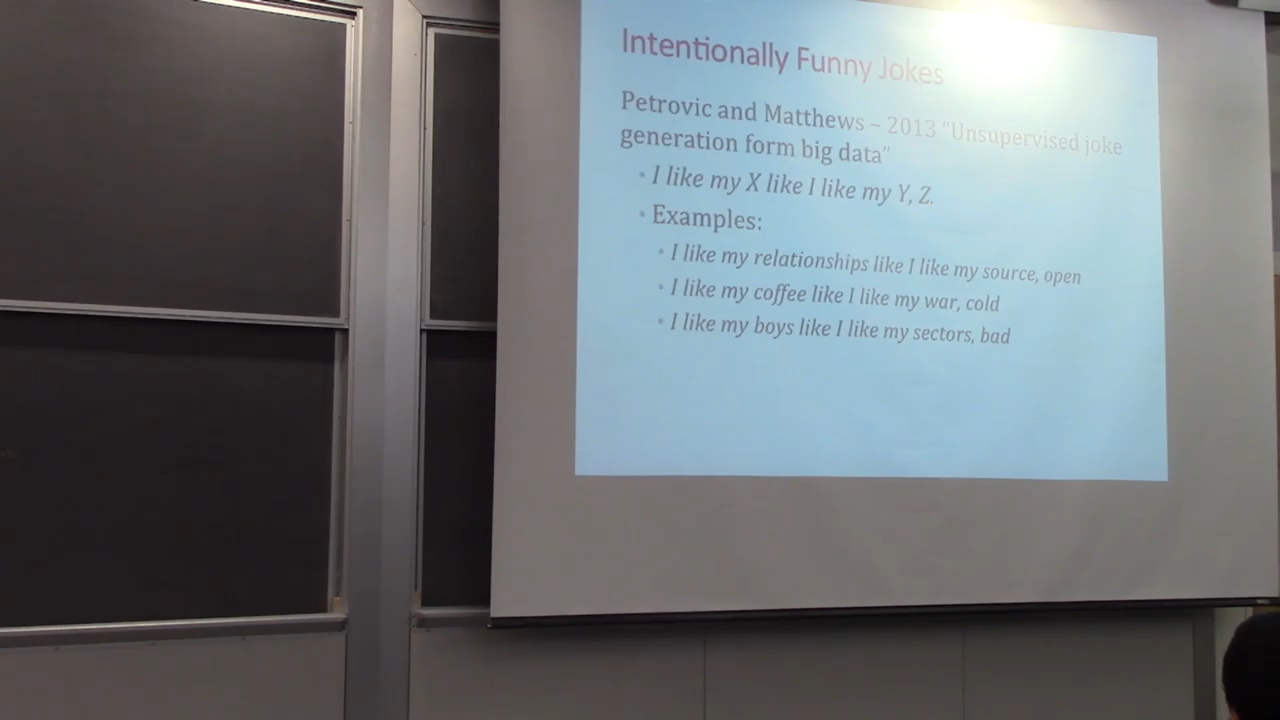 Intentionally Funny Jokes
Petrovic and Matthews – 2013 “Unsupervised joke
generation form big data”
• I like my X like I like my Y, Z.
• Examples:
• I like my relationships like I like my source, open
• I like my coffee like I like my war, cold
• I like my boys like I like my sectors, bad